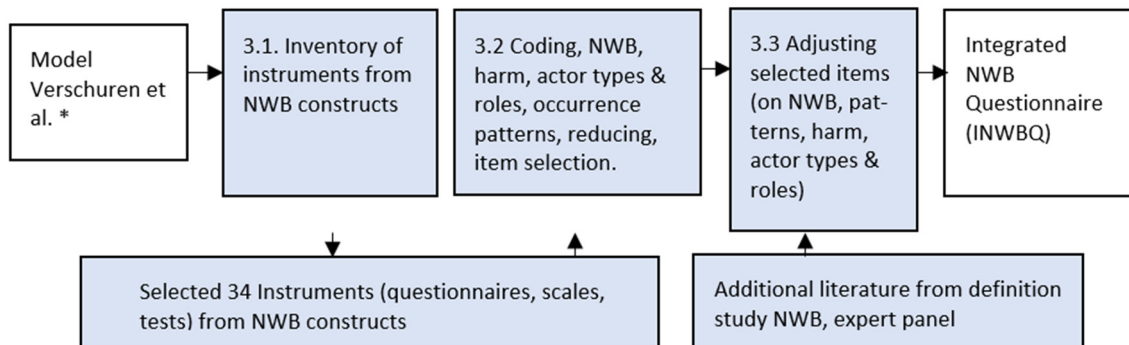 Model
Verschuren et
al. *
3.1. Inventory of
instruments from
NWB constructs
3.2 Coding, NWB,
harm, actor types &
roles, occurrence
patterns, reducing,
item selection.
3.3 Adjusting
selected items
(on NWB, pat-
terns, harm,
actor types &
roles)
Integrated
NWB
Questionnaire
(INWBQ)
Selected 34 Instruments (questionnaires, scales,
tests) from NWB constructs
Additional literature from definition
study NWB, expert panel